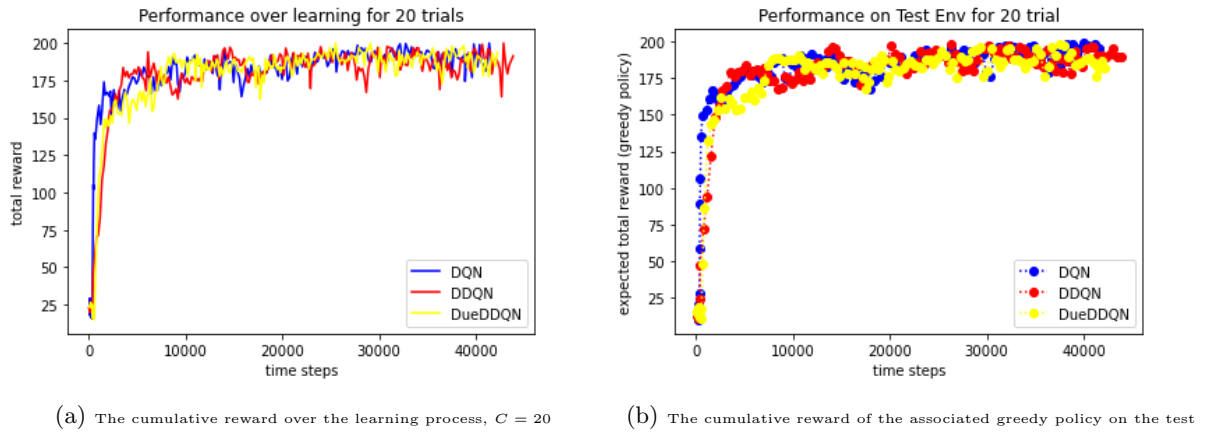 Performance over learning for 20 trials
total reward
200
175
150
125
100
75
50
25
0
10000
20000
30000
40000
time steps
DQN
DDQN
DueDDQN
(a) The cumulative reward over the learning process, C = 20
Performance on Test Env for 20 trial
expected total reward (greedy policy)
200
175
150
125
100
75
50
25
0
10000
20000
30000
40000
time steps
DQN
DDQN
DueDDQN
(b) The cumulative reward of the associated greedy policy on the test